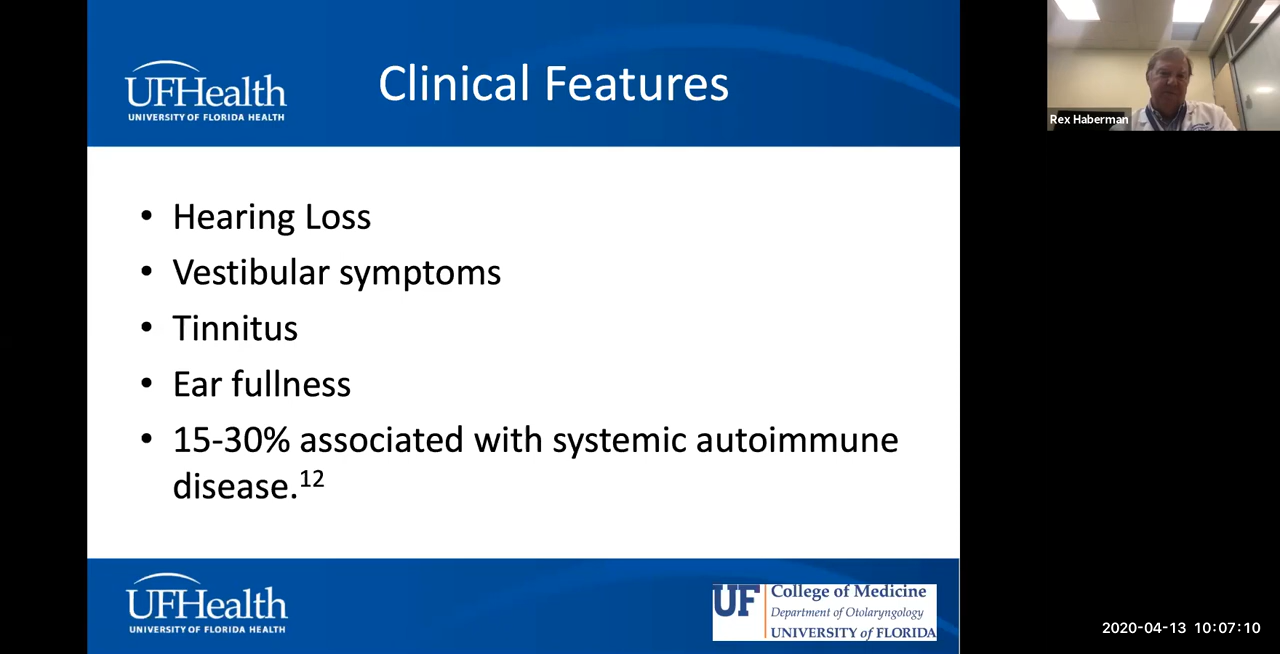 UFHealth
UNIVERSITY OF FLORIDA HEALTH
Clinical Features
Rex Haberman
• Hearing Loss
• Vestibular symptoms
• Tinnitus
• Ear fullness
• 15-30% associated with systemic autoimmune
disease.¹²
UFHealth
UNIVERSITY OF FLORIDA HEALTH
UF
College of Medicine
Department of Otolaryngology
UNIVERSITY of FLORIDA
2020-04-13 10:07:10